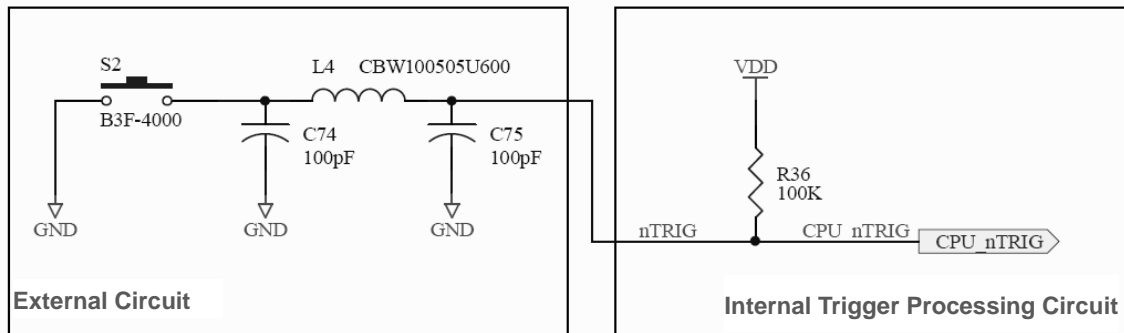 S2
B3F-4000
GND
L4 CBW100505U600
C74
100pF
GND
C75
100pF
GND
External Circuit
VDD
R36
100K
nTRIG
CPU_nTRIG
CPU_nTRIG
Internal Trigger Processing Circuit